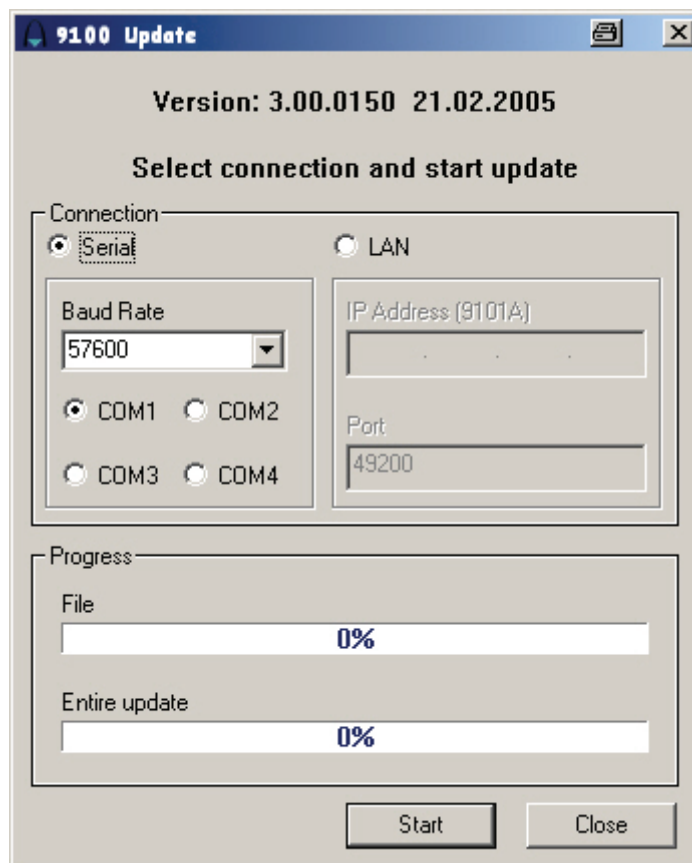 9100 Update
Version: 3.00.0150 21.02.2005
Select connection and start update
Connection
Serial
LAN
Baud Rate
57600
COM1 COM2
COM3 COM4
IP Address (9101A)
. . .
Port
49200
Progress
File
0%
Entire update
0%
Start Close